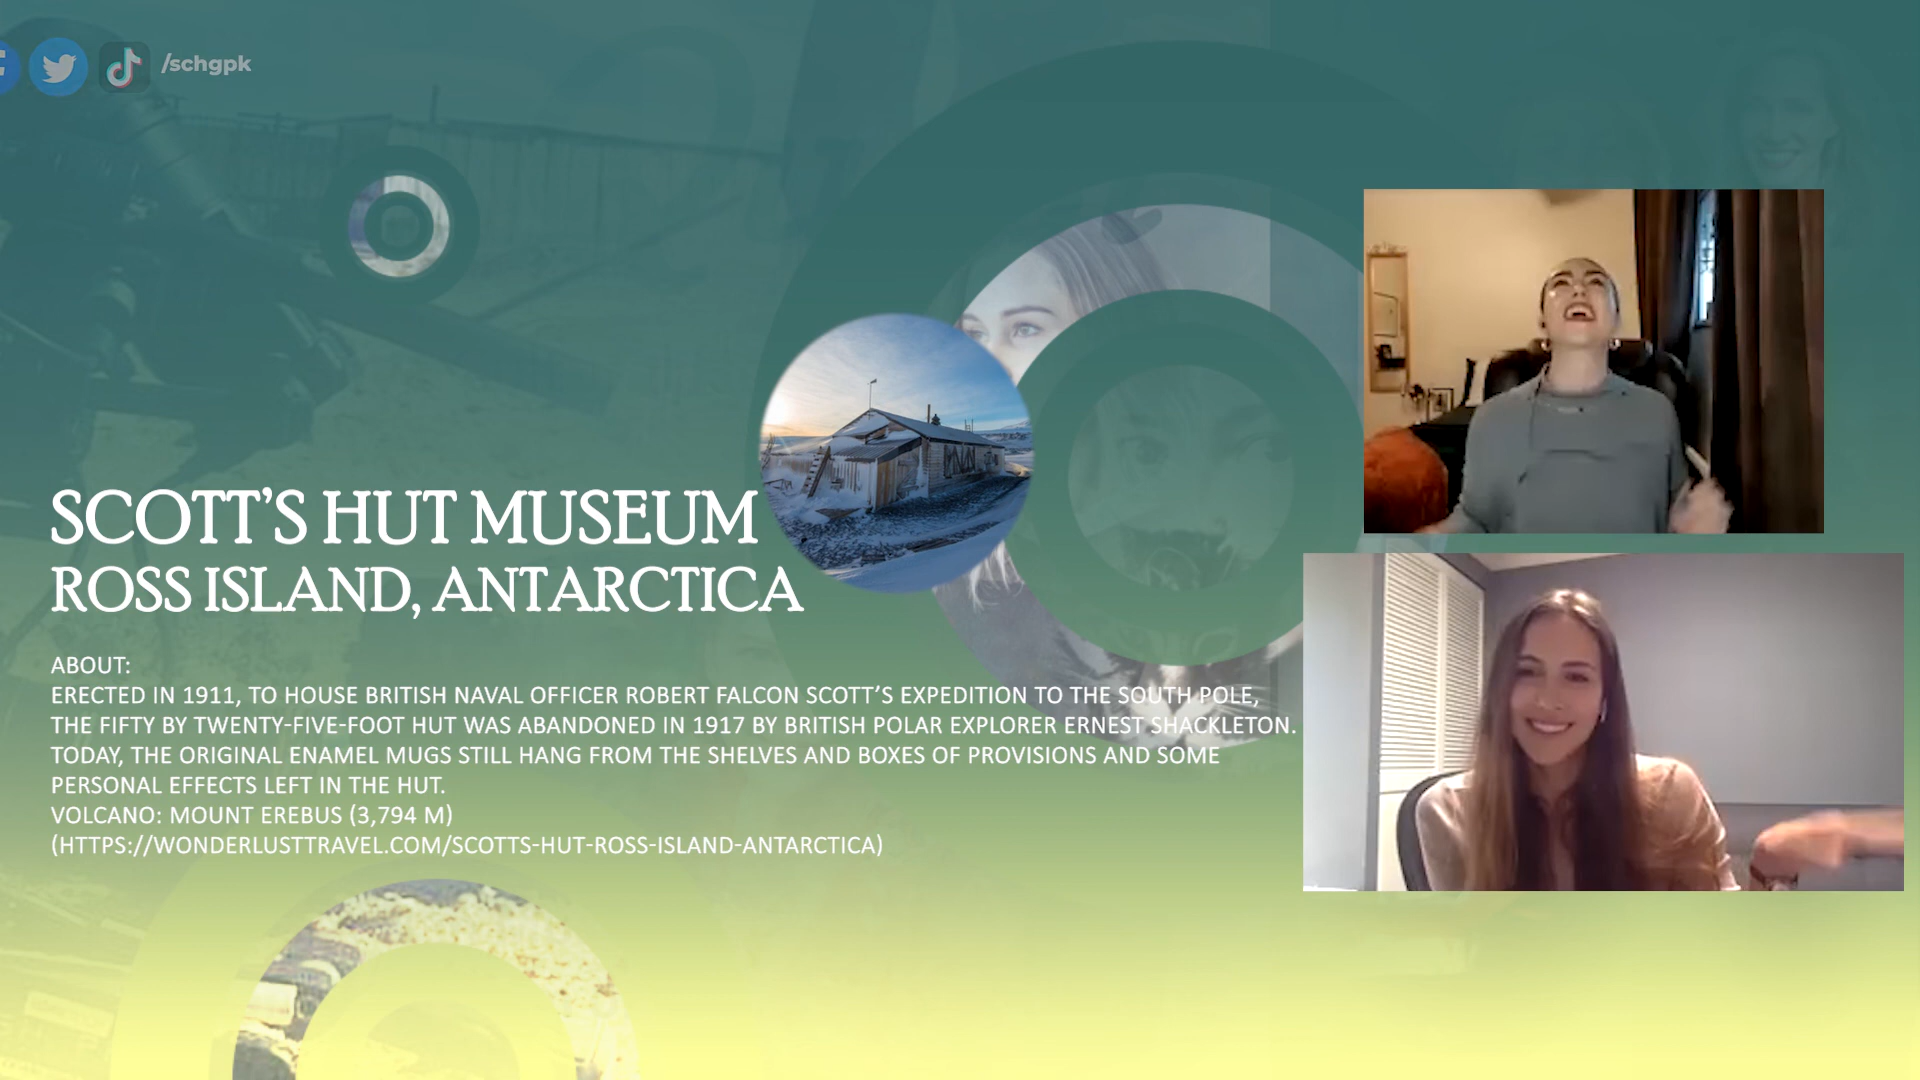 /schgpk
SCOTT'S HUT MUSEUM
ROSS ISLAND, ANTARCTICA
ABOUT:
ERECTED IN 1911, TO HOUSE BRITISH NAVAL OFFICER ROBERT FALCON SCOTT'S EXPEDITION TO THE SOUTH POLE,
THE FIFTY BY TWENTY-FIVE-FOOT HUT WAS ABANDONED IN 1917 BY BRITISH POLAR EXPLORER ERNEST SHACKLETON.
TODAY, THE ORIGINAL ENAMEL MUGS STILL HANG FROM THE SHELVES AND BOXES OF PROVISIONS AND SOME
PERSONAL EFFECTS LEFT IN THE HUT.
VOLCANO: MOUNT EREBUS (3,794 M)
(HTTPS://WONDERLUSTTRAVEL.COM/SCOTTS-HUT-ROSS-ISLAND-ANTARCTICA)